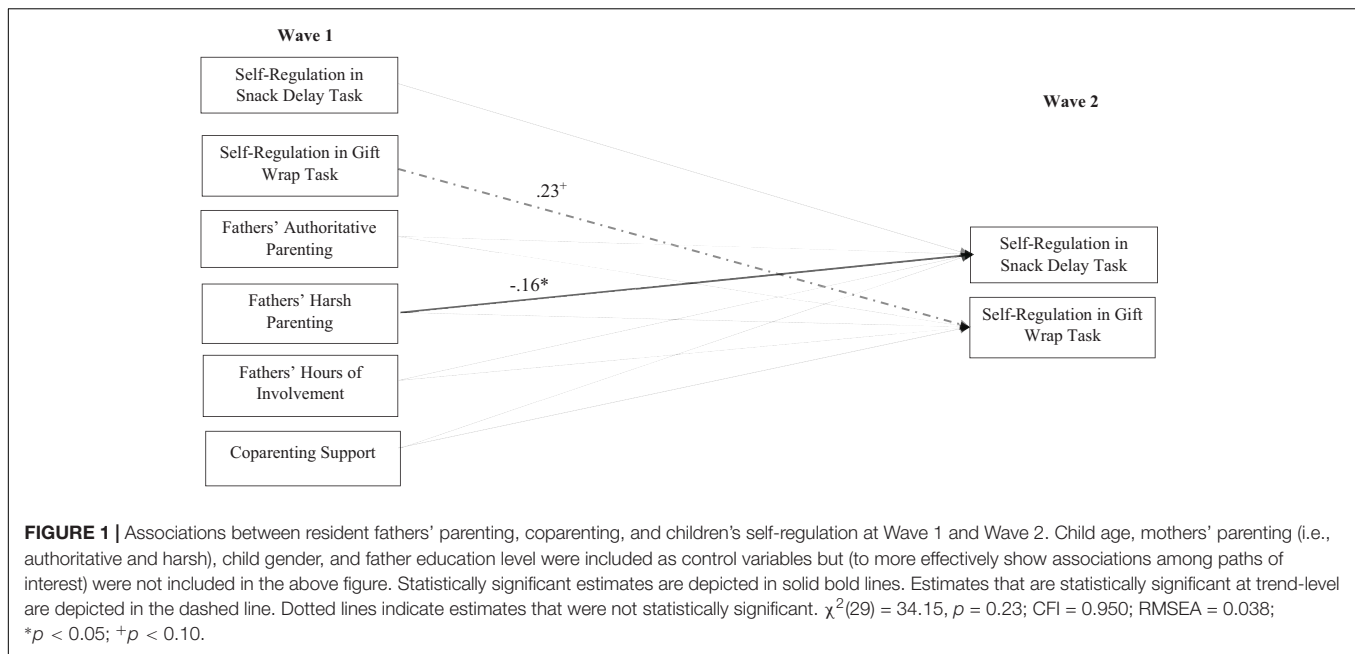 Wave 1
Self-Regulation in
Snack Delay Task
Wave 2
Self-Regulation in Gift
Wrap Task
.23+
Fathers' Authoritative
Parenting
Self-Regulation in
Snack Delay Task
-.16*
Fathers' Harsh
Parenting
Self-Regulation in Gift
Wrap Task
Fathers' Hours of
Involvement
Coparenting Support
FIGURE 1 | Associations between resident fathers' parenting, coparenting, and children's self-regulation at Wave 1 and Wave 2. Child age, mothers' parenting (i.e.,
authoritative and harsh), child gender, and father education level were included as control variables but (to more effectively show associations among paths of
interest) were not included in the above figure. Statistically significant estimates are depicted in solid bold lines. Estimates that are statistically significant at trend-level
are depicted in the dashed line. Dotted lines indicate estimates that were not statistically significant. χ²(29) = 34.15, p = 0.23; CFI = 0.950; RMSEA = 0.038;
*p < 0.05; +p < 0.10.